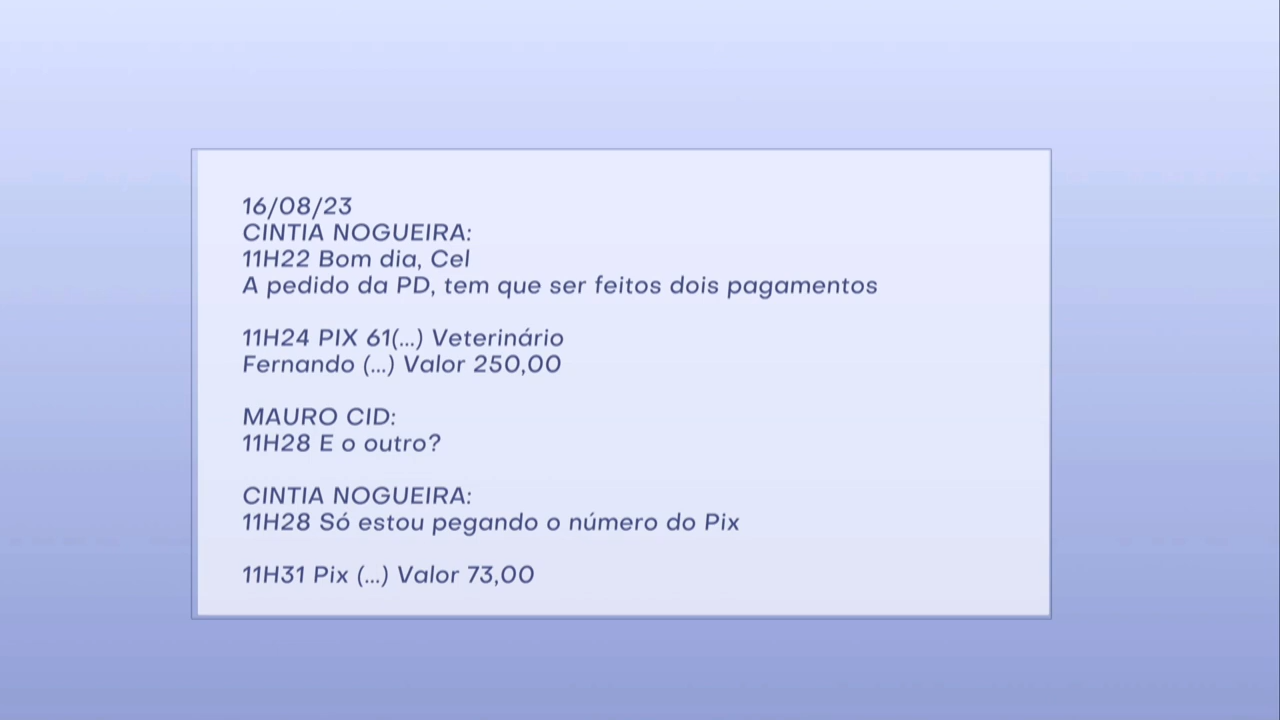 16/08/23
CINTIA NOGUEIRA:
11H22 Bom dia, Cel
A pedido da PD, tem que ser feitos dois pagamentos
11H24 PIX 61(...) Veterinário
Fernando (...) Valor 250,00
MAURO CID:
11H28 E o outro?
CINTIA NOGUEIRA:
11H28 Só estou pegando o número do Pix
11H31 Pix (...) Valor 73,00